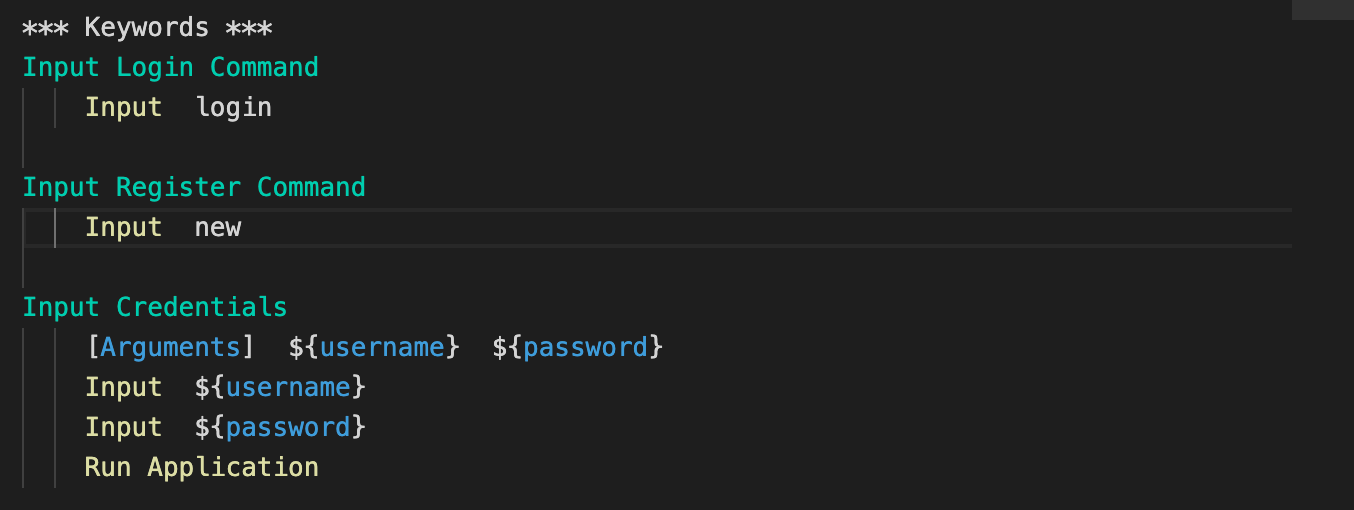 *** Keywords ***
Input Login Command
Input  login
Input Register Command
Input  new
Input Credentials
[Arguments]  ${username}  ${password}
Input  ${username}
Input  ${password}
Run Application